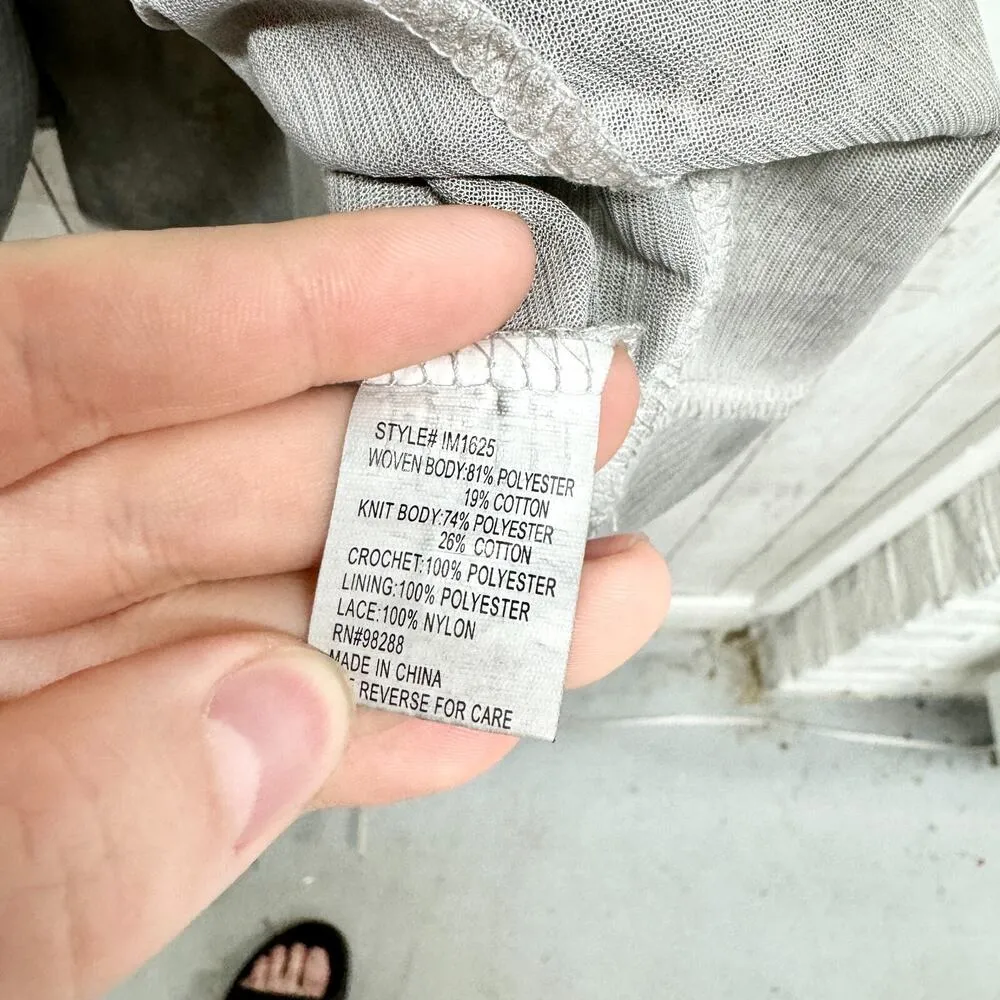 STYLE# IM1625
WOVEN BODY:81% POLYESTER
19% COTTON
KNIT BODY:74% POLYESTER
26% COTTON
CROCHET:100% POLYESTER
LINING:100% POLYESTER
LACE:100% NYLON
RN#98288
MADE IN CHINA
REVERSE FOR CARE